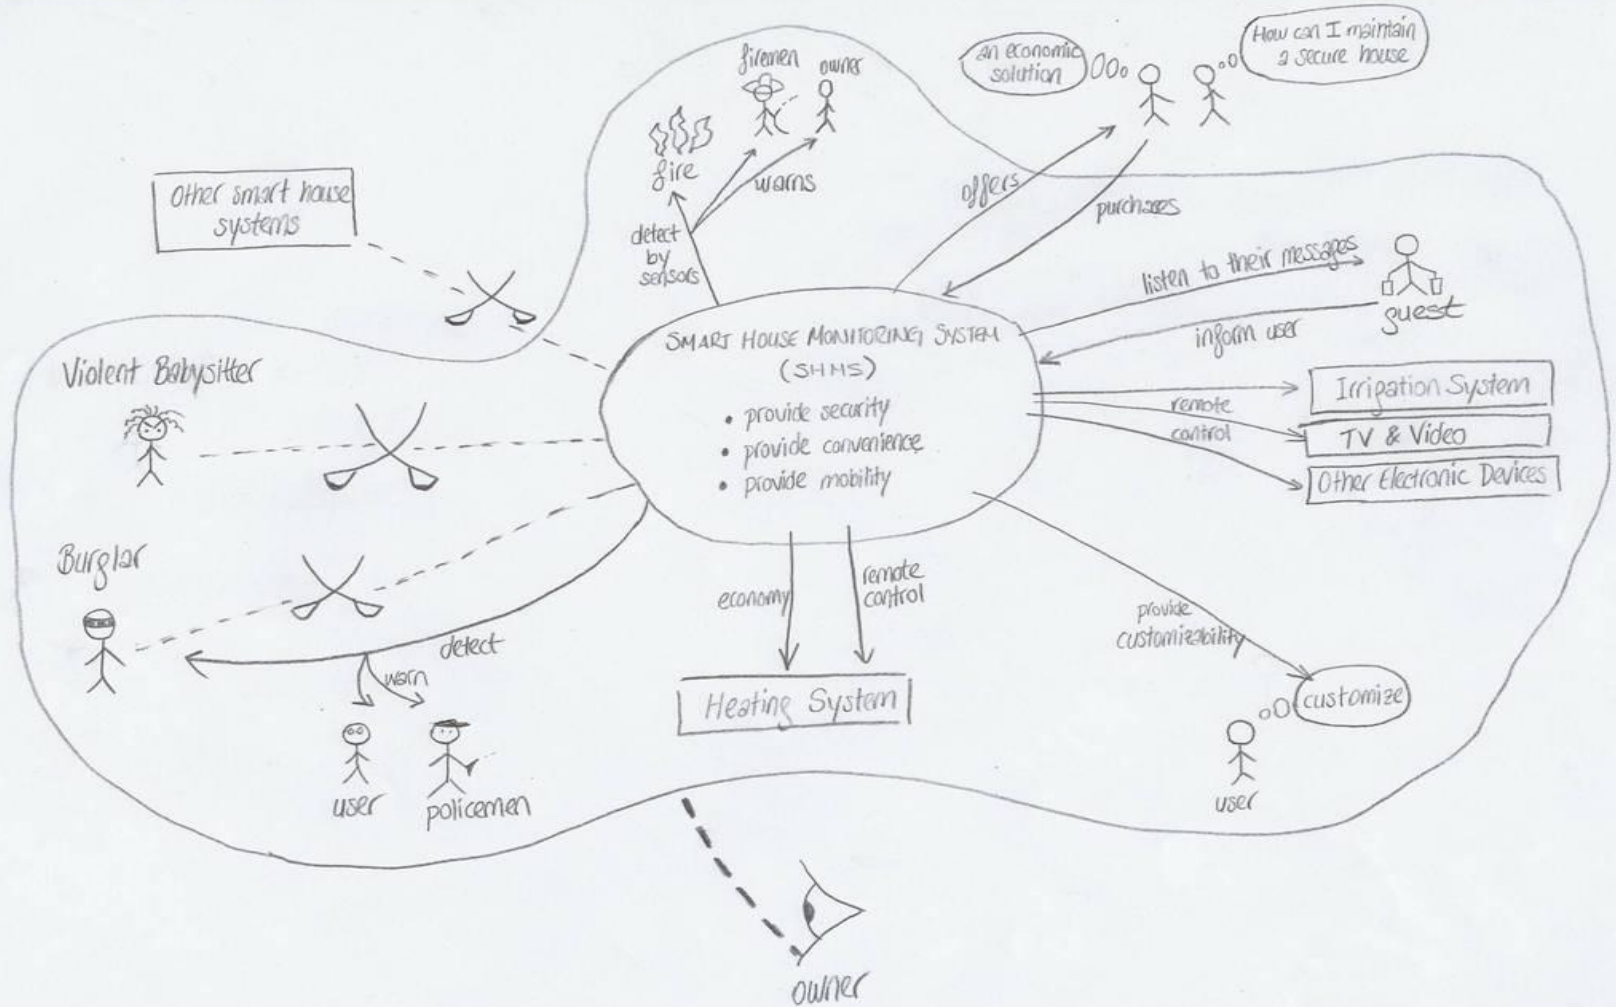 firemen
owner
an economic
solution
How can I maintain
a secure house
fire
warns
Other smart house
systems
detect
by
sensors
offers
purchases
listen to their messages
guest
inform user
SMART HOUSE MONITORING SYSTEM
(SHMS)
• provide security
• provide convenience
• provide mobility
Violent Babysitter
Irrigation System
remote
control
TV & Video
Other Electronic Devices
Burglar
detect
warn
user
policemen
economy
remote
control
Heating System
provide
customizability
customize
user
owner